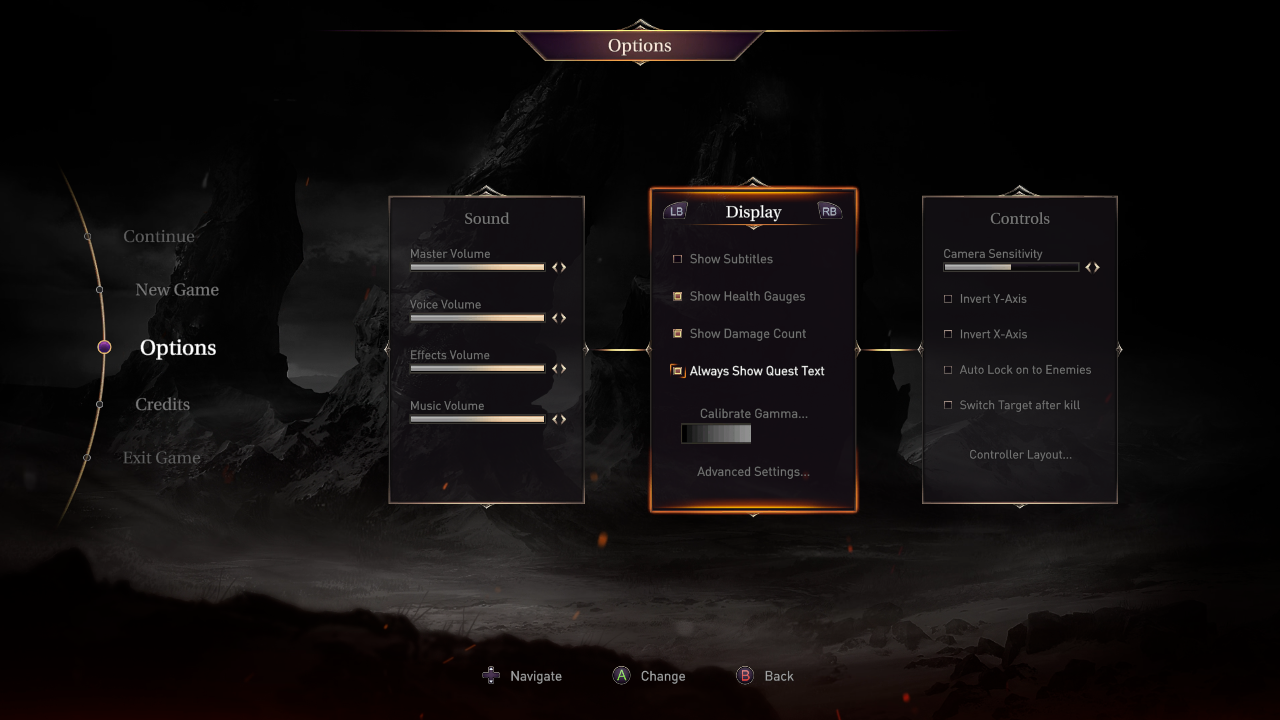 Options
Continue
New Game
Options
Credits
Exit Game
Sound
Master Volume
Voice Volume
Effects Volume
Music Volume
LB Display RB
Show Subtitles
Show Health Gauges
Show Damage Count
Always Show Quest Text
Calibrate Gamma...
Advanced Settings...
Controls
Camera Sensitivity
Invert Y-Axis
Invert X-Axis
Auto Lock on to Enemies
Switch Target after kill
Controller Layout...
Navigate A Change B Back